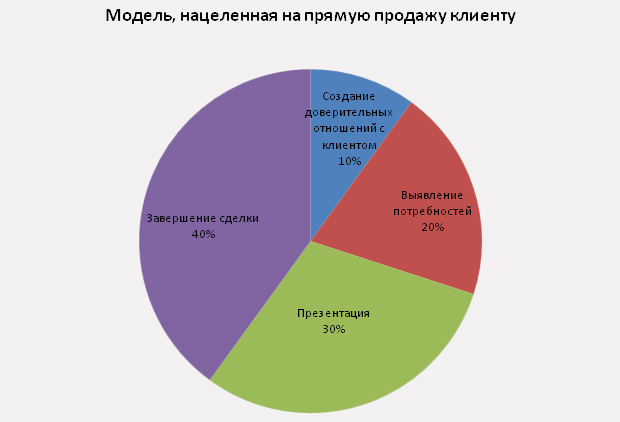 Модель, нацеленная на прямую продажу клиенту
Создание
доверительных
отношений с
клиентом
10%
Выявление
потребностей
20%
Завершение сделки
40%
Презентация
30%